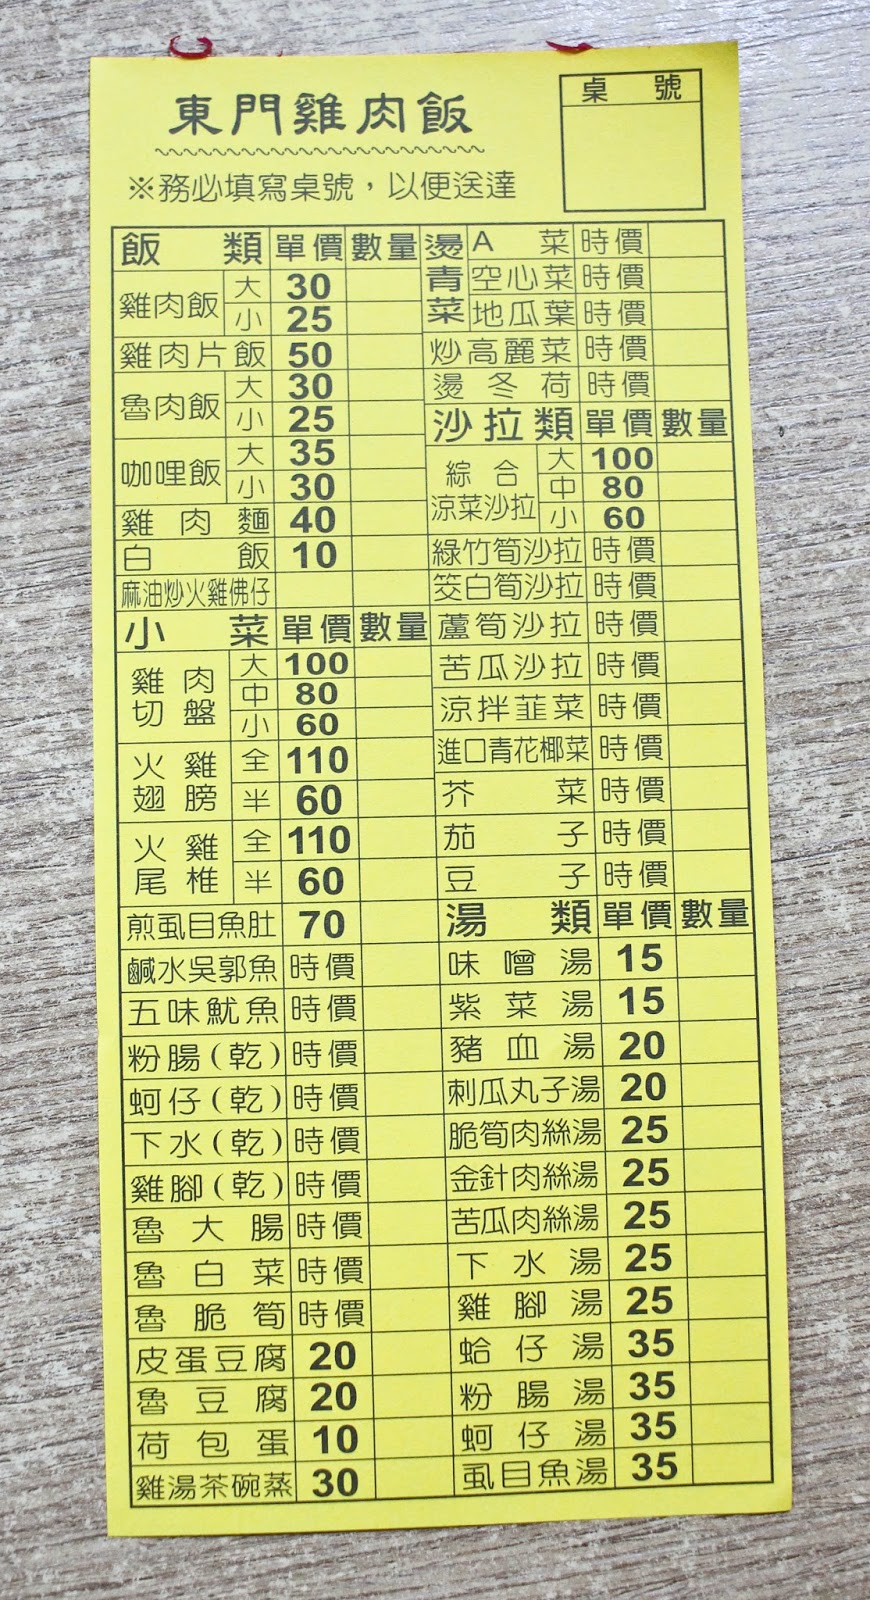 東門雞肉飯
桌號
※務必填寫桌號，以便送達
飯類 單價 數量
雞肉飯 大 30
小 25
雞肉片飯 50
魯肉飯 大 30
小 25
咖哩飯 大 35
小 30
雞肉麵 40
白飯 10
麻油炒火雞佛仔
小菜 單價 數量
雞肉切盤 大 100
中 80
小 60
火雞翅膀 全 110
半 60
火雞尾椎 全 110
半 60
煎虱目魚肚 70
鹹水吳郭魚 時價
五味魷魚 時價
粉腸(乾) 時價
蚵仔(乾) 時價
下水(乾) 時價
雞腳(乾) 時價
魯大腸 時價
魯白菜 時價
魯脆筍 時價
皮蛋豆腐 20
魯豆腐 20
荷包蛋 10
雞湯茶碗蒸 30
燙青菜 A菜 時價
空心菜 時價
地瓜葉 時價
炒高麗菜 時價
燙冬荷 時價
沙拉類 單價 數量
綜合涼菜沙拉 大 100
中 80
小 60
綠竹筍沙拉 時價
筊白筍沙拉 時價
蘆筍沙拉 時價
苦瓜沙拉 時價
涼拌韮菜 時價
進口青花椰菜 時價
芥菜 時價
茄子 時價
豆子 時價
湯類 單價 數量
味噌湯 15
紫菜湯 15
豬血湯 20
刺瓜丸子湯 20
脆筍肉絲湯 25
金針肉絲湯 25
苦瓜肉絲湯 25
下水湯 25
雞腳湯 25
蛤仔湯 35
粉腸湯 35
蚵仔湯 35
虱目魚湯 35